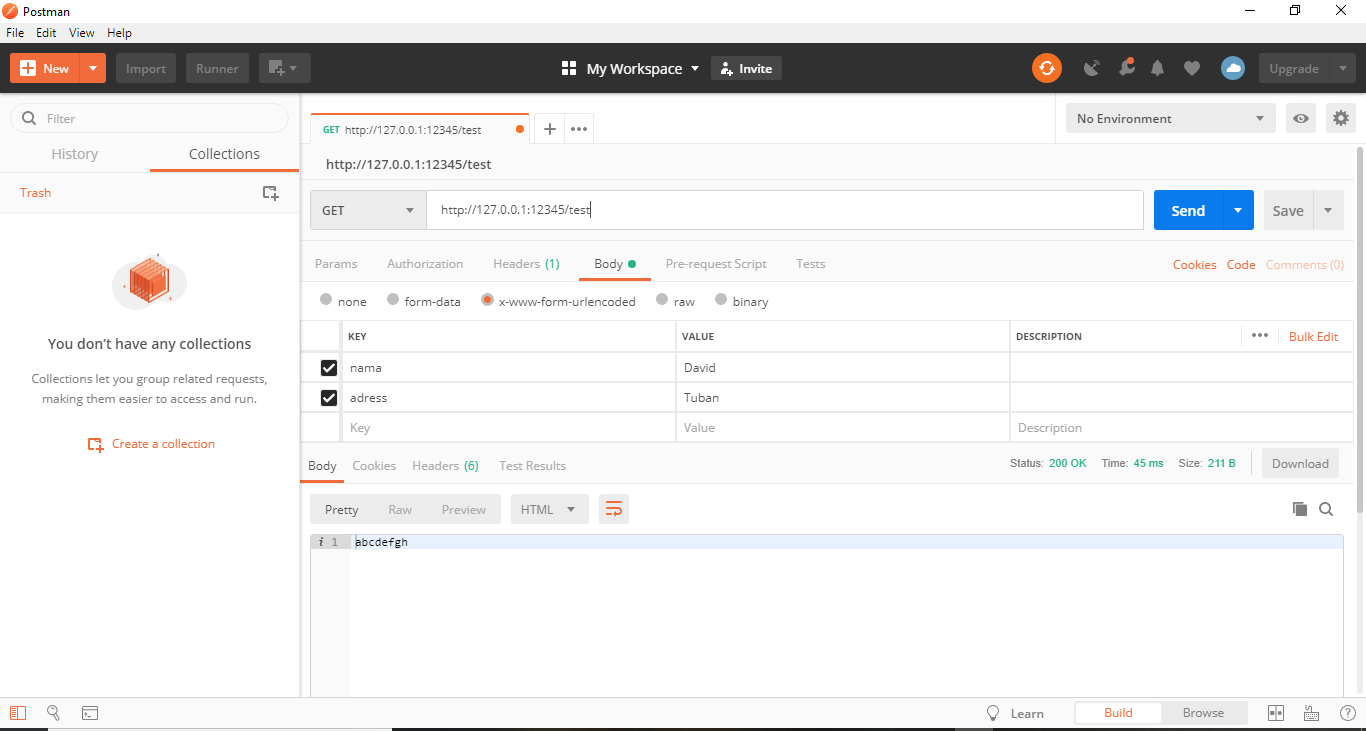 Postman
File Edit View Help
New Import Runner My Workspace Invite Upgrade
Filter
History Collections
Trash
You don't have any collections
Collections let you group related requests,
making them easier to access and run.
Create a collection
GET http://127.0.0.1:12345/test
No Environment
http://127.0.0.1:12345/test
GET http://127.0.0.1:12345/test Send Save
Params Authorization Headers (1) Body Pre-request Script Tests Cookies Code Comments (0)
none form-data x-www-form-urlencoded raw binary
KEY VALUE DESCRIPTION Bulk Edit
nama David
adress Tuban
Key Value Description
Body Cookies Headers (6) Test Results Status: 200 OK Time: 45 ms Size: 211 B Download
Pretty Raw Preview HTML
i 1 abcdefgh
Learn Build Browse